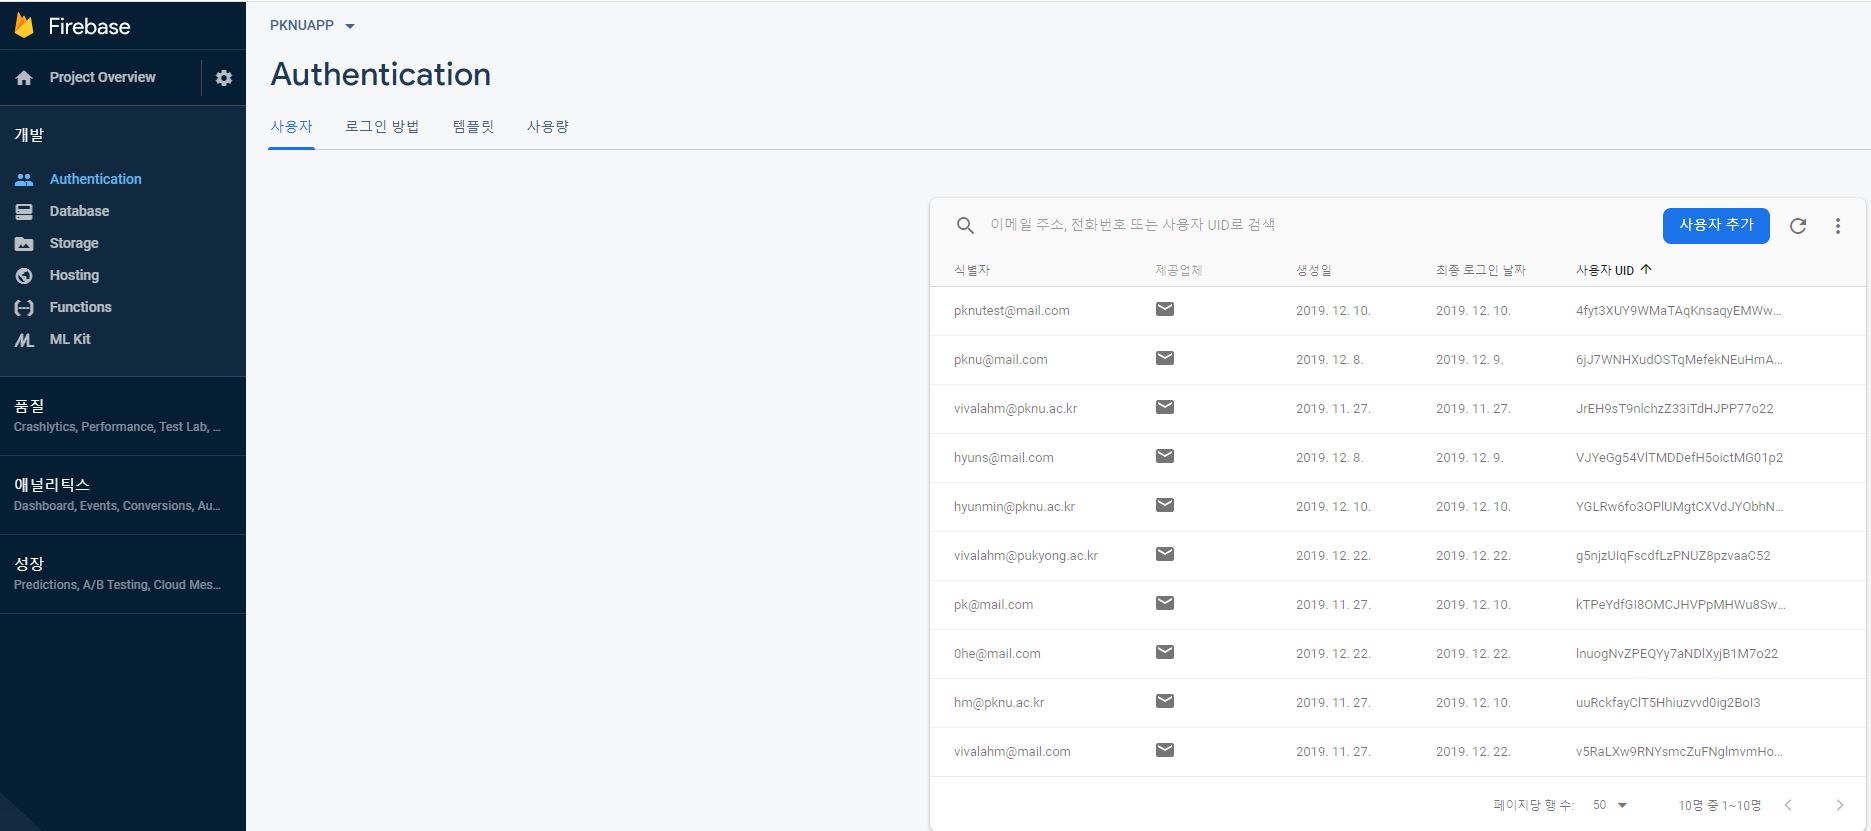 Firebase
Project Overview
개발
Authentication
Database
Storage
Hosting
Functions
ML Kit
품질
Crashlytics, Performance, Test Lab, ...
애널리틱스
Dashboard, Events, Conversions, Au...
성장
Predictions, A/B Testing, Cloud Mes...
PKNUAPP
Authentication
사용자 로그인 방법 템플릿 사용량
이메일 주소, 전화번호 또는 사용자 UID로 검색 사용자 추가
식별자 제공업체 생성일 최종 로그인 날짜 사용자 UID
pknutest@mail.com 2019. 12. 10. 2019. 12. 10. 4fyt3XUY9WMaTAqKnsaqyEMWw...
pknu@mail.com 2019. 12. 8. 2019. 12. 9. 6jJ7WNHXudOSTqMefekNEuHmA...
vivalahm@pknu.ac.kr 2019. 11. 27. 2019. 11. 27. JrEH9sT9nlchzZ33iTdHJPP77o22
hyuns@mail.com 2019. 12. 8. 2019. 12. 9. VJYeGg54VlTMDDefH5oictMG01p2
hyunmin@pknu.ac.kr 2019. 12. 10. 2019. 12. 10. YGLRw6fo3OPlUMgtCXVdJYObhN...
vivalahm@pukyong.ac.kr 2019. 12. 22. 2019. 12. 22. g5njzUIqFscdfLzPNUZ8pzvaaC52
pk@mail.com 2019. 11. 27. 2019. 12. 10. kTPeYdfGI8OMCJHVPpMHWu8Sw...
0he@mail.com 2019. 12. 22. 2019. 12. 22. lnuogNvZPEQYy7aNDlXyjB1M7o22
hm@pknu.ac.kr 2019. 11. 27. 2019. 12. 10. uuRckfayClT5Hhiuzvvd0ig2BoI3
vivalahm@mail.com 2019. 11. 27. 2019. 12. 22. v5RaLXw9RNYsmcZuFNglmvmHo...
페이지당 행 수: 50 10명 중 1~10명